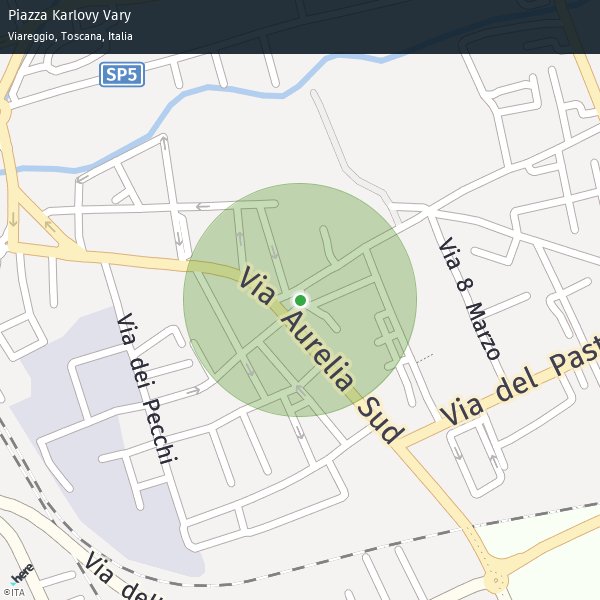 Piazza Karlovy Vary
Viareggio, Toscana, Italia
SP5
Via 8 Marzo
Via Aurelia Sud
Via dei Pecchi
Via del Past
Via dell
here
©ITA